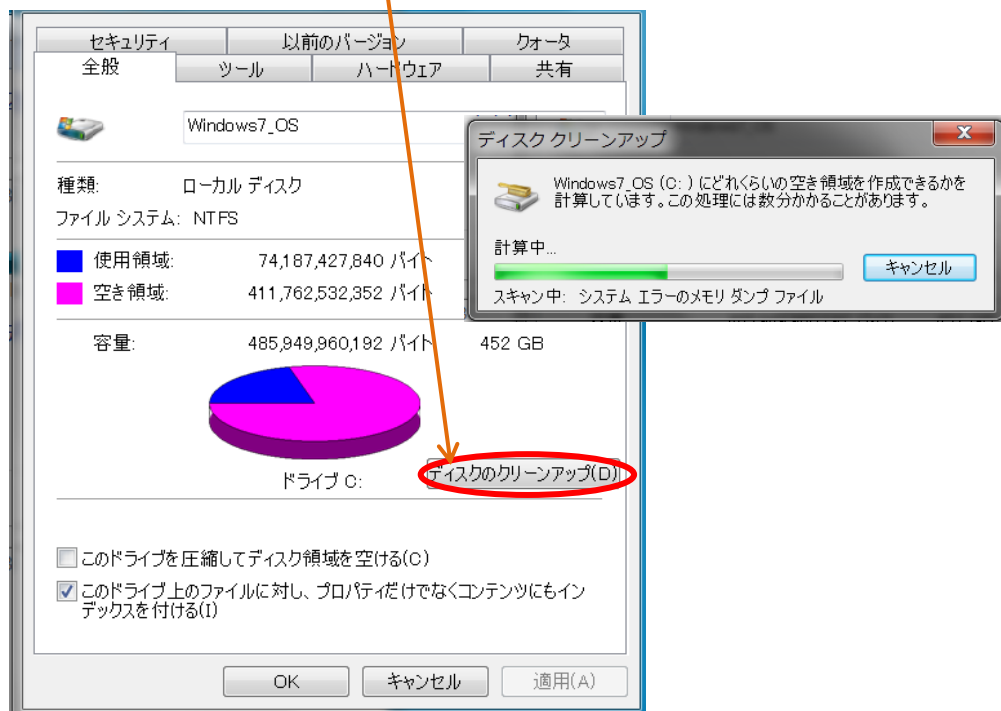 セキュリティ 以前のバージョン クォータ
全般 ツール ハードウェア 共有
Windows7_OS
種類: ローカル ディスク
ファイル システム: NTFS
使用領域: 74,187,427,840 バイト
空き領域: 411,762,532,352 バイト
容量: 485,949,960,192 バイト 452 GB
ドライブ C:
ディスクのクリーンアップ(D)
このドライブを圧縮してディスク領域を空ける(C)
このドライブ上のファイルに対し、プロパティだけでなくコンテンツにもイン
デックスを付ける(I)
OK キャンセル 適用(A)
ディスク クリーンアップ
Windows7_OS (C: ) にどれくらいの空き領域を作成できるかを
計算しています。この処理には数分かかることがあります。
計算中...
キャンセル
スキャン中: システム エラーのメモリ ダンプ ファイル